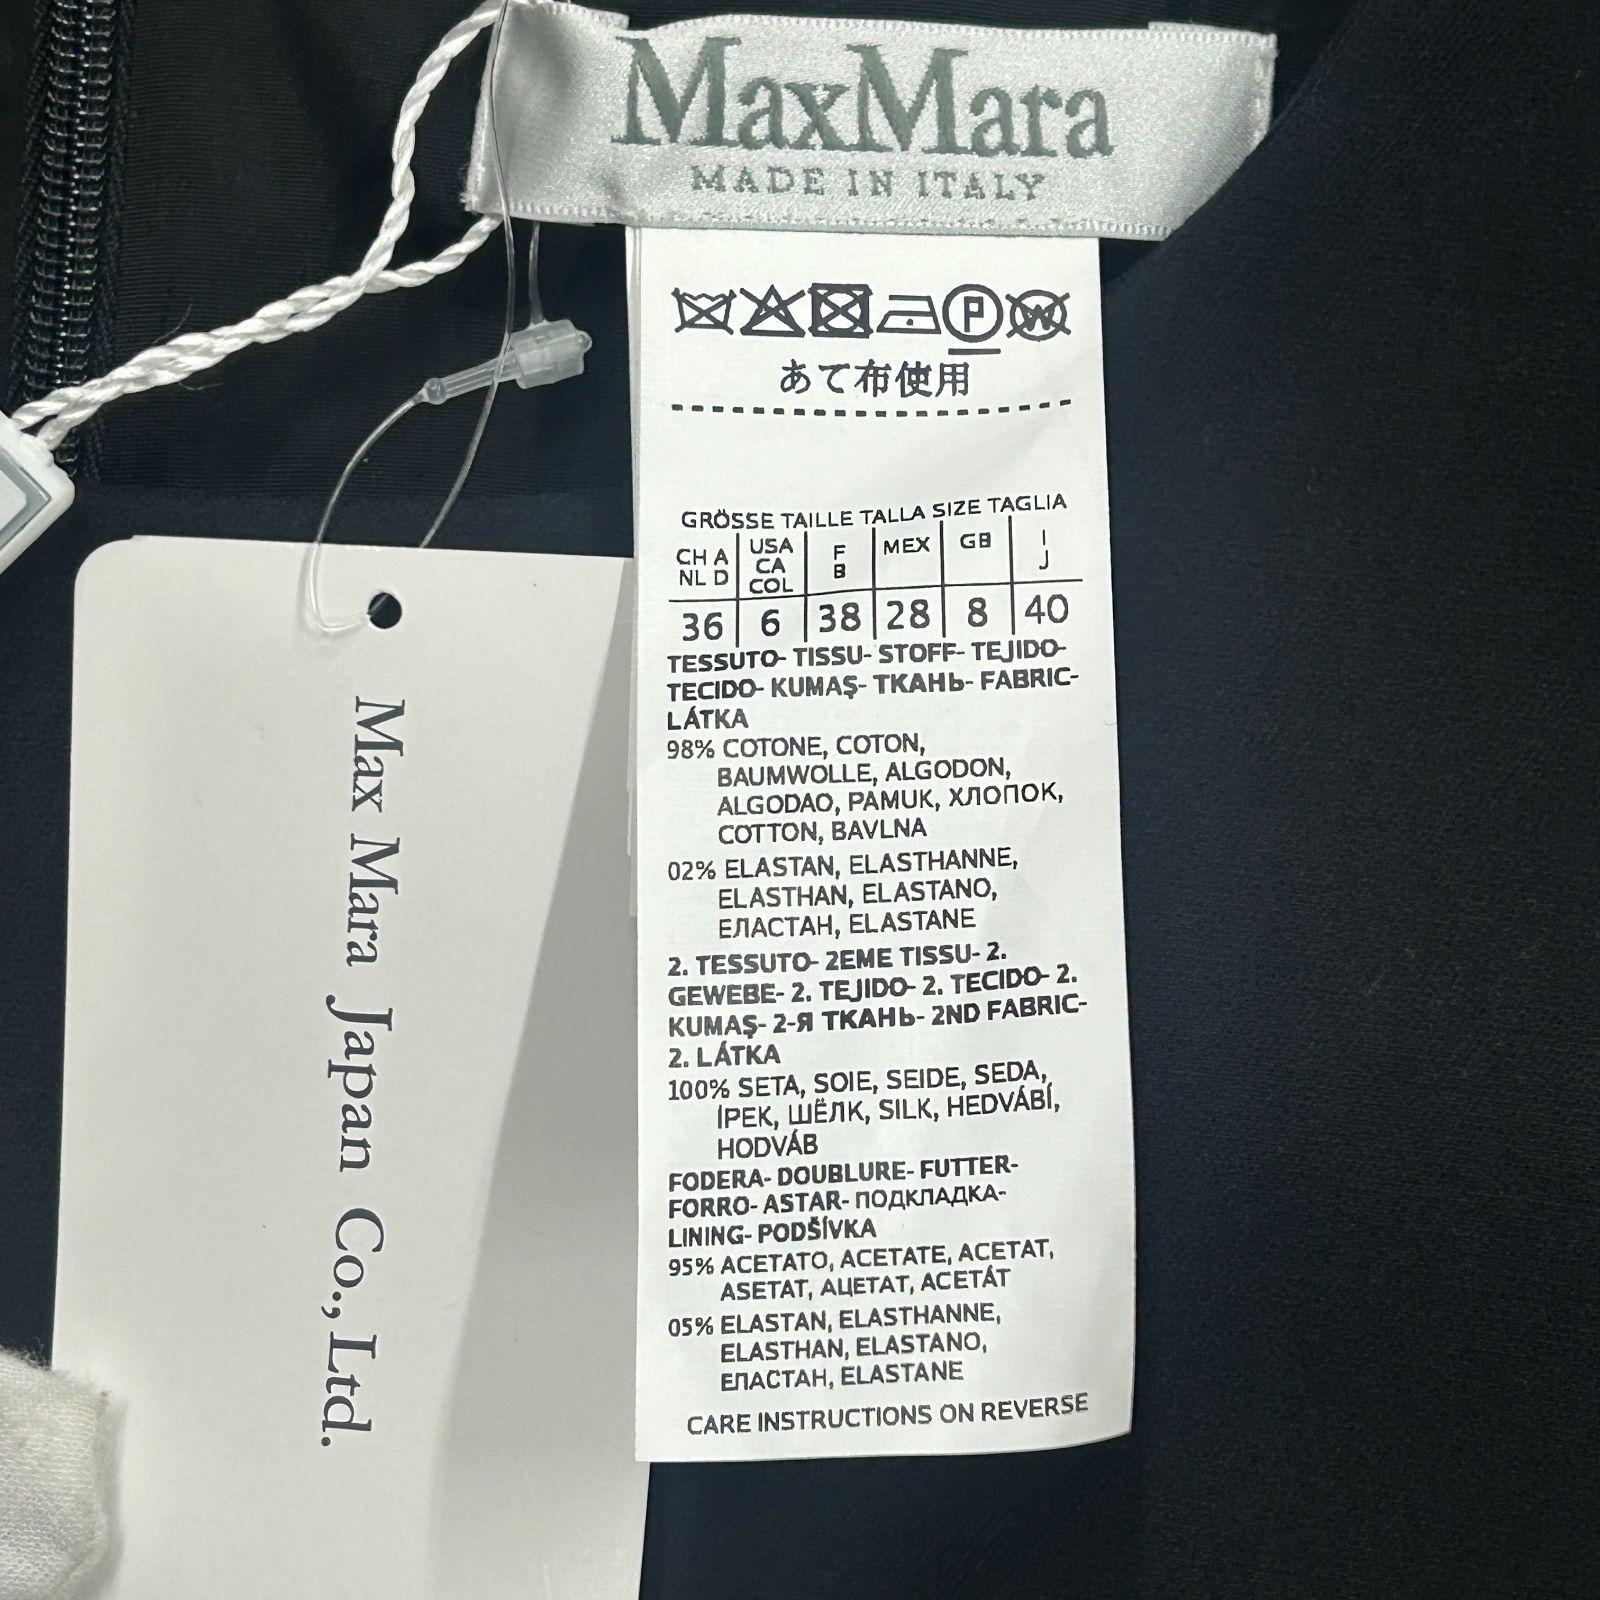 MaxMara
MADE IN ITALY
P
W
あて布使用
GRÖSSE TAILLE TALLA SIZE TAGLIA
CH A NL D | USA CA COL | F B | MEX | GB | I J
36 | 6 | 38 | 28 | 8 | 40
TESSUTO- TISSU- STOFF- TEJIDO-
TECIDO- KUMAŞ- ТКАНЬ- FABRIC-
LÁTKA
98% COTONE, COTON,
BAUMWOLLE, ALGODON,
ALGODAO, PAMUK, ХЛОПОК,
COTTON, BAVLNA
02% ELASTAN, ELASTHANNE,
ELASTHAN, ELASTANO,
ЕЛАСТАН, ELASTANE
2. TESSUTO- 2EME TISSU- 2.
GEWEBE- 2. TEJIDO- 2. TECIDO- 2.
KUMAŞ- 2-Я ТКАНЬ- 2ND FABRIC-
2. LÁTKA
100% SETA, SOIE, SEIDE, SEDA,
İPEK, ШЁЛК, SILK, HEDVÁBÍ,
HODVÁB
FODERA- DOUBLURE- FUTTER-
FORRO- ASTAR- ПОДКЛАДКА-
LINING- PODŠÍVKA
95% ACETATO, ACETATE, ACETAT,
ASETAT, АЦЕТАТ, ACETÁT
05% ELASTAN, ELASTHANNE,
ELASTHAN, ELASTANO,
ЕЛАСТАН, ELASTANE
CARE INSTRUCTIONS ON REVERSE
Max Mara Japan Co.,Ltd.